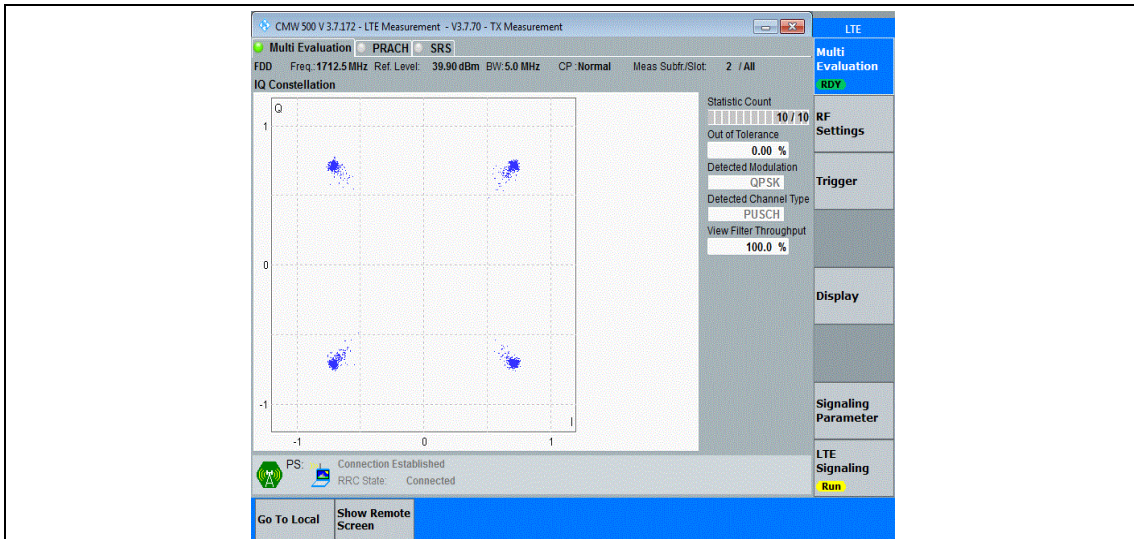 CMW 500 V 3.7.172 - LTE Measurement - V3.7.70 - TX Measurement
LTE
Multi Evaluation PRACH SRS
FDD Freq.:1712.5 MHz Ref. Level: 39.90 dBm BW:5.0 MHz CP :Normal Meas Subfr./Slot: 2 / All
IQ Constellation
Q
1
0
-1
-1 0 1
I
Statistic Count
10 / 10
Out of Tolerance
0.00 %
Detected Modulation
QPSK
Detected Channel Type
PUSCH
View Filter Throughput
100.0 %
Multi
Evaluation
RDY
RF
Settings
Trigger
Display
Signaling
Parameter
LTE
Signaling
Run
PS: Connection Established
RRC State: Connected
Go To Local
Show Remote
Screen